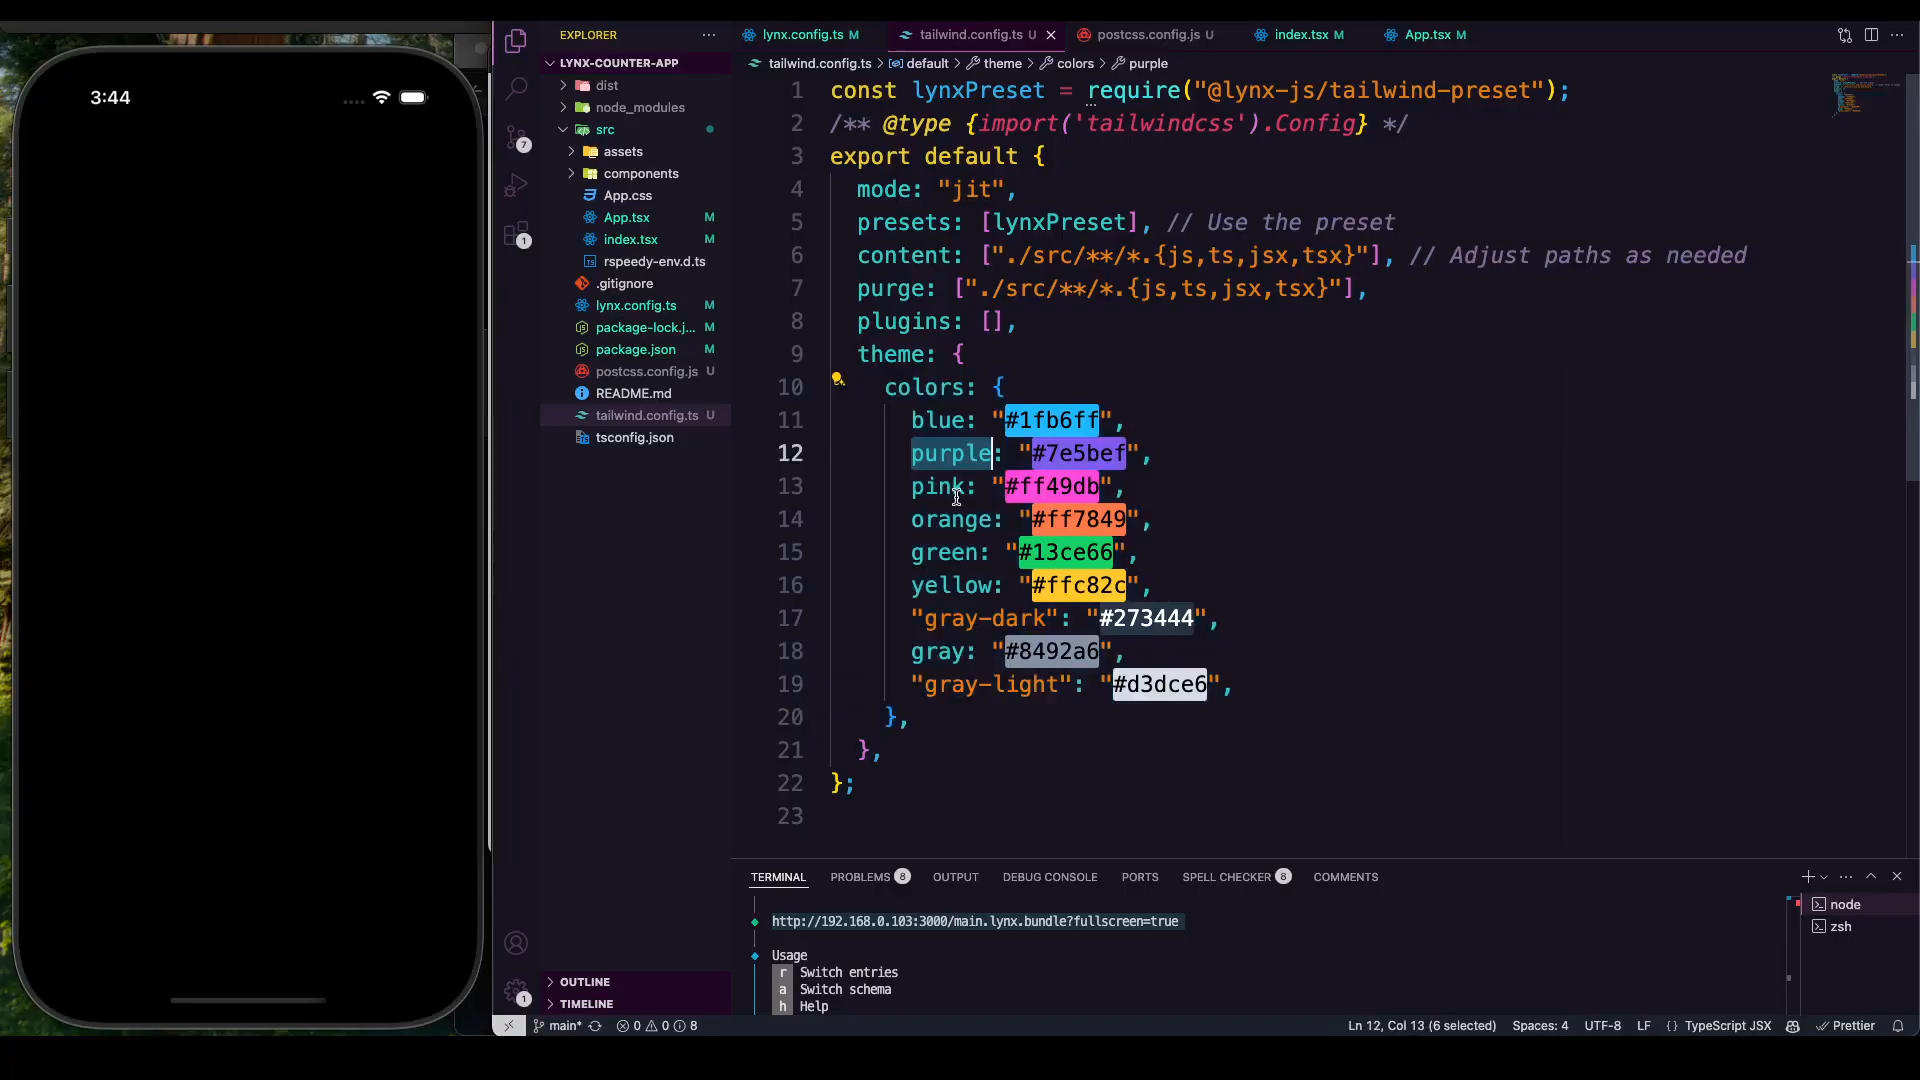 3:44
EXPLORER
LYNX-COUNTER-APP
dist
node_modules
src
assets
components
App.css
App.tsx M
index.tsx M
rspeedy-env.d.ts
.gitignore
lynx.config.ts M
package-lock.j... M
package.json M
postcss.config.js U
README.md
tailwind.config.ts U
tsconfig.json
OUTLINE
TIMELINE
7
1
1
lynx.config.ts M
tailwind.config.ts U
postcss.config.js U
index.tsx M
App.tsx M
tailwind.config.ts > default > theme > colors > purple
1 const lynxPreset = require("@lynx-js/tailwind-preset");
2 /** @type {import('tailwindcss').Config} */
3 export default {
4 mode: "jit",
5 presets: [lynxPreset], // Use the preset
6 content: ["./src/**/*.{js,ts,jsx,tsx}"], // Adjust paths as needed
7 purge: ["./src/**/*.{js,ts,jsx,tsx}"],
8 plugins: [],
9 theme: {
10 colors: {
11 blue: "#1fb6ff",
12 purple: "#7e5bef",
13 pink: "#ff49db",
14 orange: "#ff7849",
15 green: "#13ce66",
16 yellow: "#ffc82c",
17 "gray-dark": "#273444",
18 gray: "#8492a6",
19 "gray-light": "#d3dce6",
20 },
21 },
22 };
23
TERMINAL PROBLEMS 8 OUTPUT DEBUG CONSOLE PORTS SPELL CHECKER 8 COMMENTS
http://192.168.0.103:3000/main.lynx.bundle?fullscreen=true
Usage
r Switch entries
a Switch schema
h Help
node
zsh
main* 0 0 8
Ln 12, Col 13 (6 selected) Spaces: 4 UTF-8 LF {} TypeScript JSX Prettier